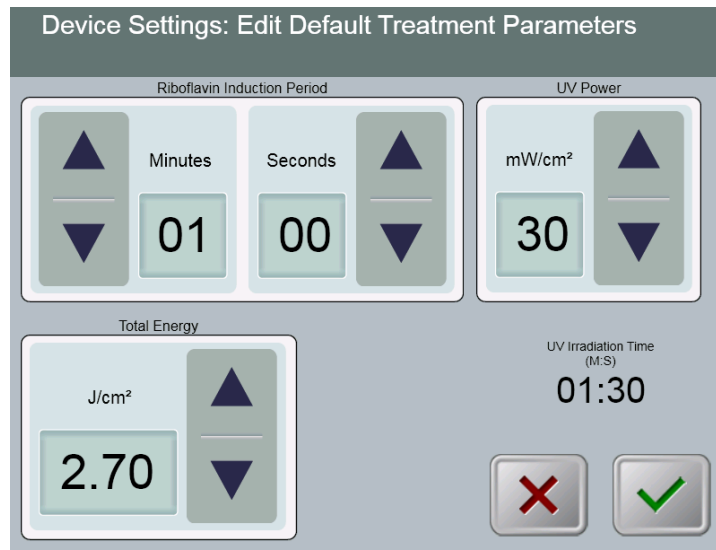 Device Settings: Edit Default Treatment Parameters
Riboflavin Induction Period
Minutes
01
Seconds
00
UV Power
mW/cm²
30
Total Energy
J/cm²
2.70
UV Irradiation Time
(M:S)
01:30